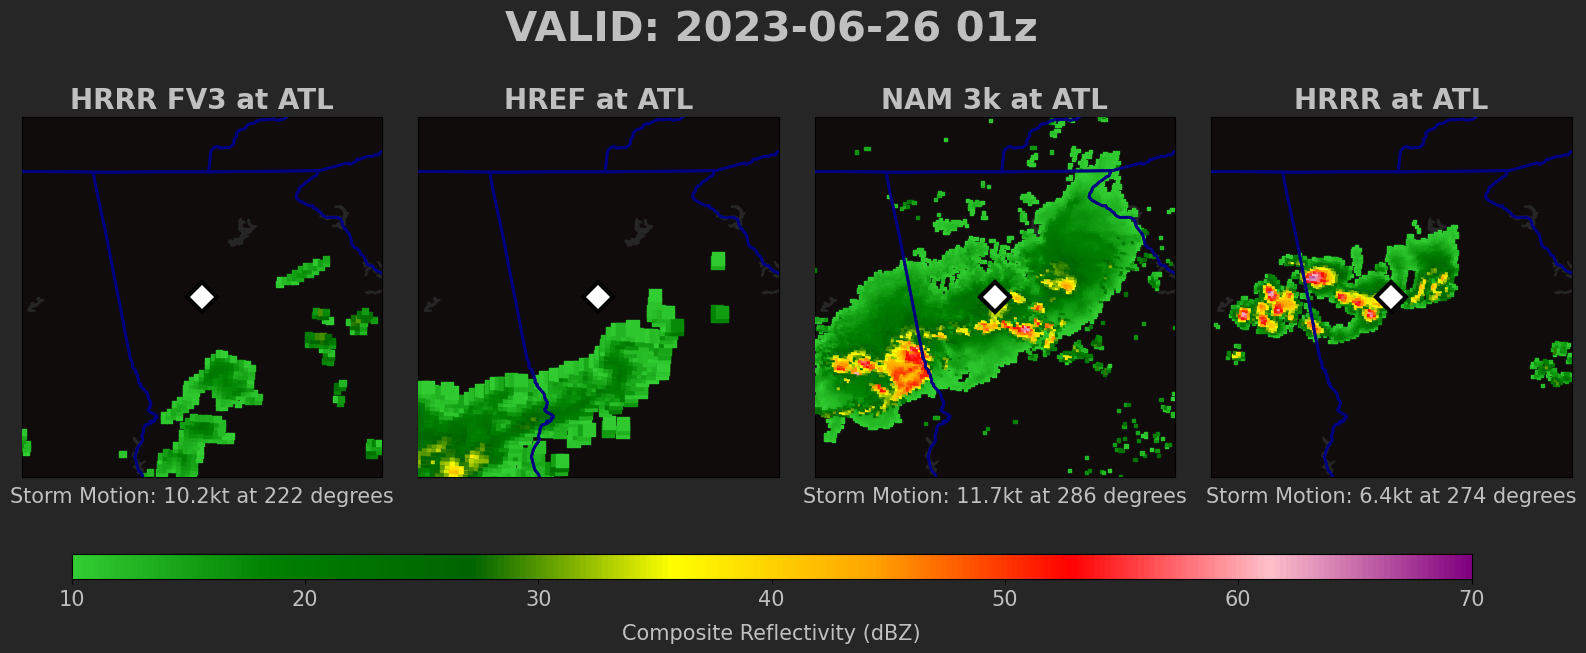 VALID: 2023-06-26 01z
HRRR FV3 at ATL
HREF at ATL
NAM 3k at ATL
HRRR at ATL
Storm Motion: 10.2kt at 222 degrees
Storm Motion: 11.7kt at 286 degrees
Storm Motion: 6.4kt at 274 degrees
10 20 30 40 50 60 70
Composite Reflectivity (dBZ)